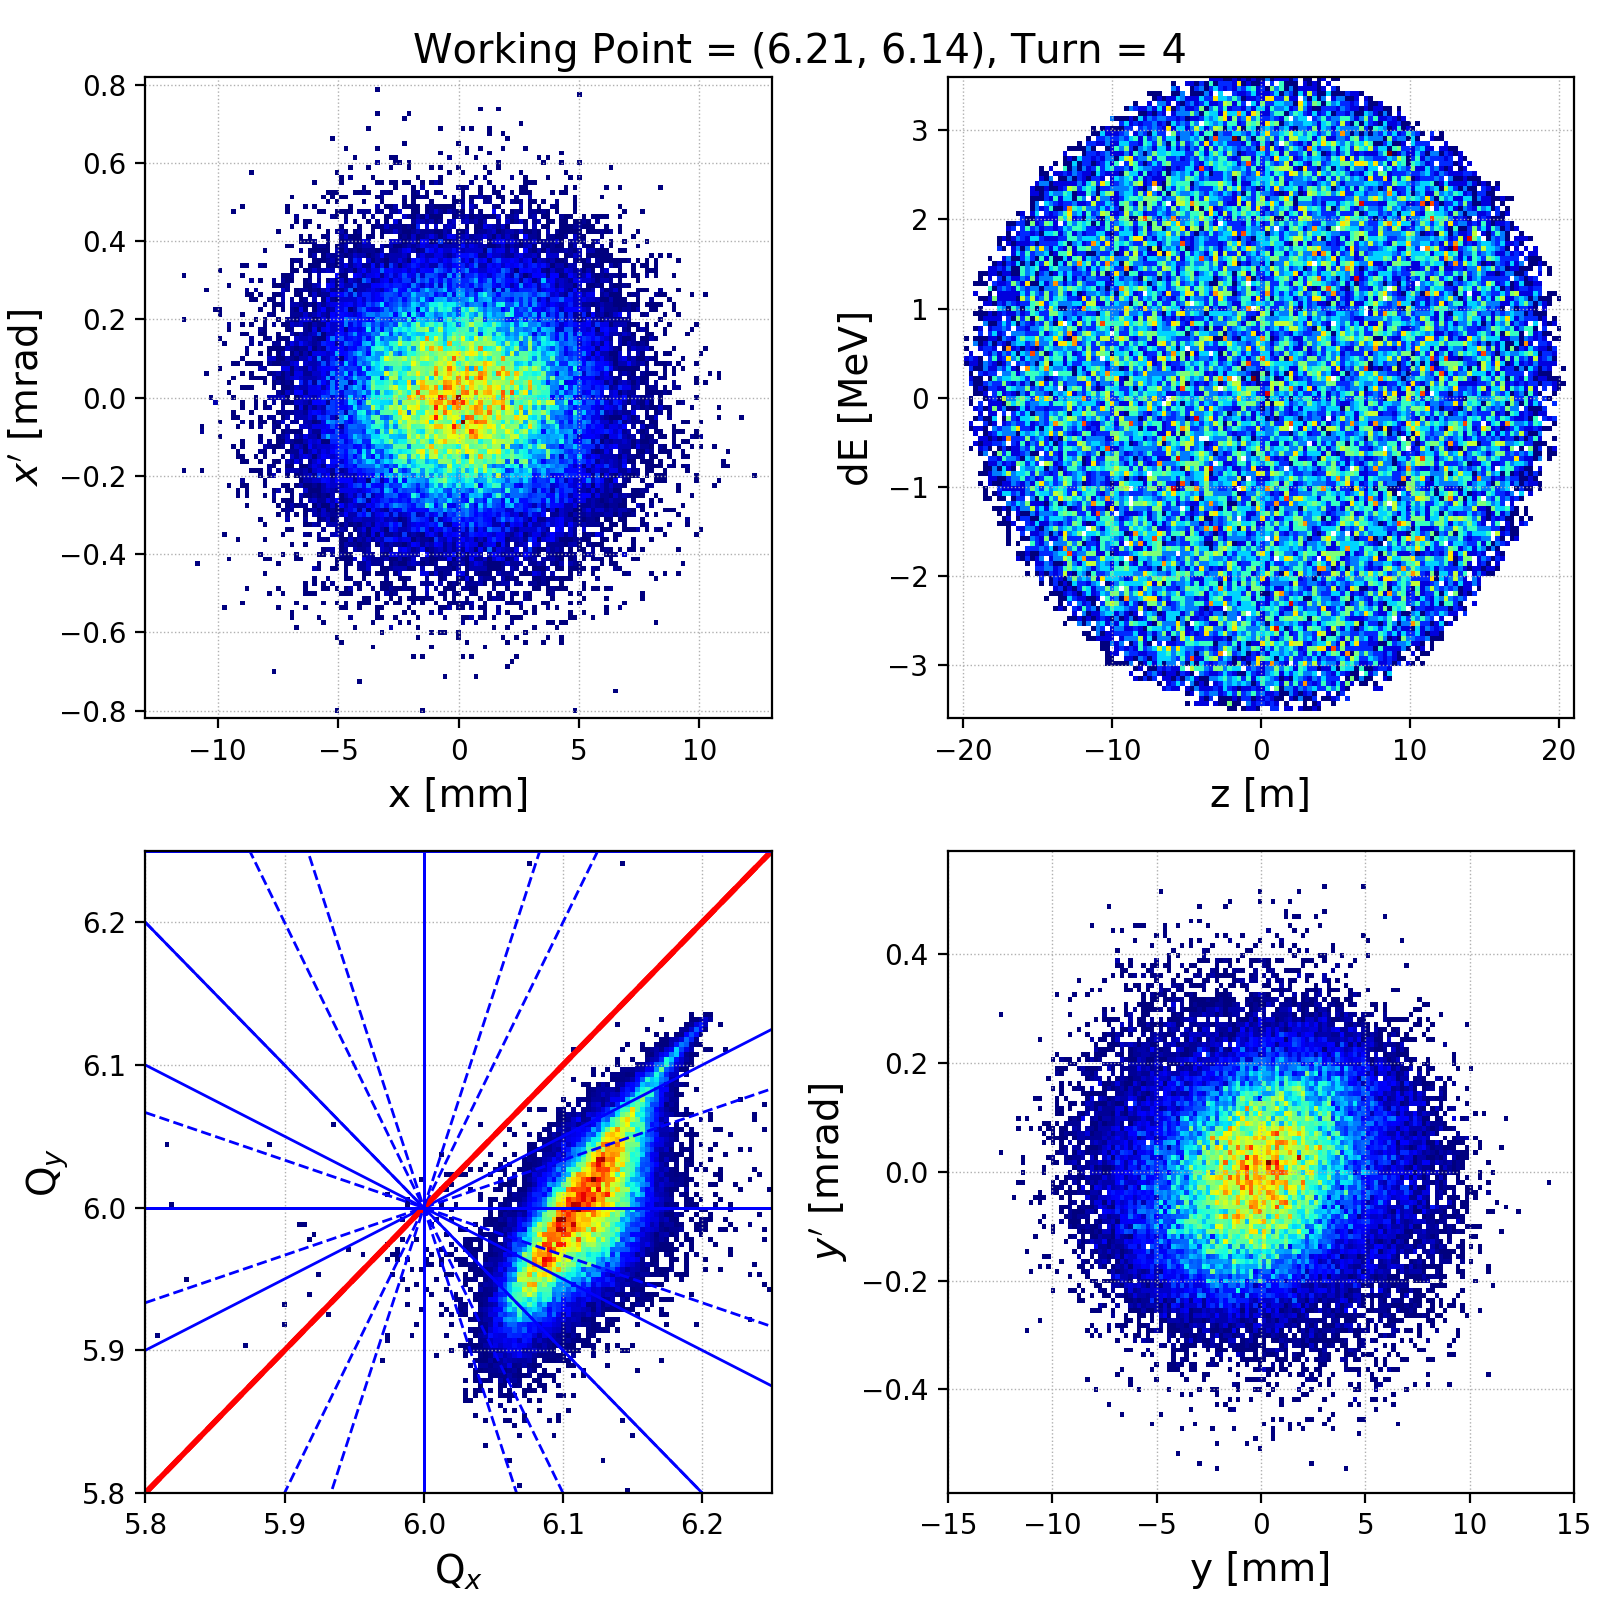 Working Point = (6.21, 6.14), Turn = 4
0.8
0.6
0.4
0.2
0.0
−0.2
−0.4
−0.6
−0.8
x′ [mrad]
−10 −5 0 5 10
x [mm]
3
2
1
0
−1
−2
−3
dE [MeV]
−20 −10 0 10 20
z [m]
6.2
6.1
6.0
5.9
5.8
Qy
5.8 5.9 6.0 6.1 6.2
Qx
0.4
0.2
0.0
−0.2
−0.4
y′ [mrad]
−15 −10 −5 0 5 10 15
y [mm]